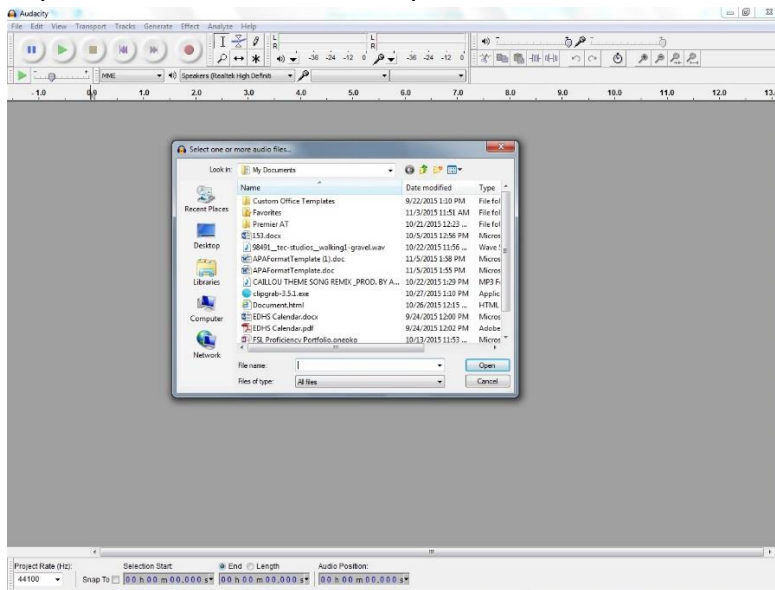 Audacity
File Edit View Transport Tracks Generate Effect Analyze Help
L R L R
-36 -24 -12 0 -36 -24 -12 0
MME Speakers (Realtek High Definiti
-1.0 0.0 1.0 2.0 3.0 4.0 5.0 6.0 7.0 8.0 9.0 10.0 11.0 12.0 13.
Select one or more audio files...
Look in: My Documents
Name Date modified Type
Custom Office Templates 9/22/2015 1:10 PM File fol
Favorites 11/3/2015 11:51 AM File fol
Premier AT 10/21/2015 12:23 ... File fol
153.docx 10/5/2015 12:56 PM Micros
98491__tec-studios__walking1-gravel.wav 10/22/2015 11:56 ... Wave S
APAFormatTemplate (1).doc 11/5/2015 1:58 PM Micros
APAFormatTemplate.doc 11/5/2015 1:55 PM Micros
CAILLOU THEME SONG REMIX _PROD. BY A... 10/22/2015 1:29 PM MP3 F
clipgrab-3.5.1.exe 10/27/2015 1:10 PM Applic
Document.html 10/26/2015 12:15 ... HTML
EDHS Calendar.docx 9/24/2015 12:00 PM Micros
EDHS Calendar.pdf 9/24/2015 12:02 PM Adobe
FSL Proficiency Portfolio.onepkg 10/13/2015 11:53 ... Micros
Recent Places
Desktop
Libraries
Computer
Network
File name: Open
Files of type: All files Cancel
Project Rate (Hz): Selection Start: End Length Audio Position:
44100 Snap To 00 h 00 m 00.000 s 00 h 00 m 00.000 s 00 h 00 m 00.000 s